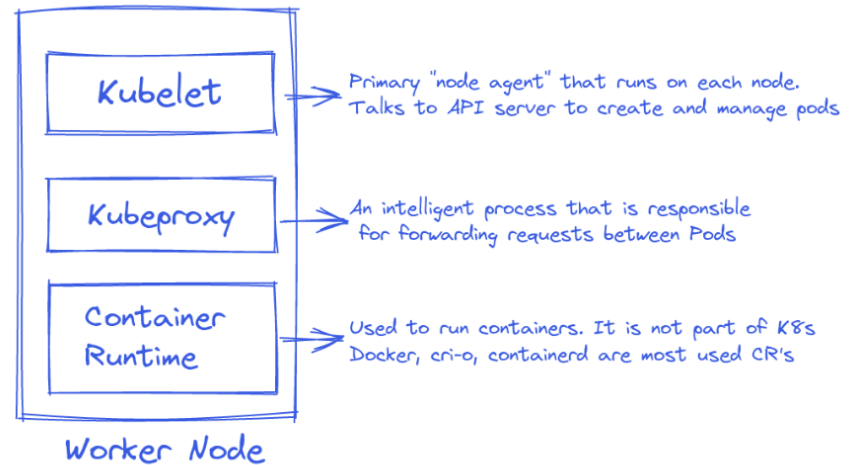 Kubelet
Primary "node agent" that runs on each node.
Talks to API server to create and manage pods
Kubeproxy
An intelligent process that is responsible
for forwarding requests between Pods
Container
Runtime
Used to run containers. It is not part of K8s
Docker, cri-o, containerd are most used CR's
Worker Node